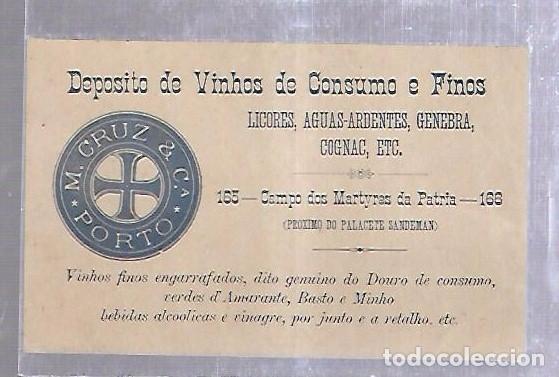 Deposito de Vinhos de Consumo e Finos
LICORES, AGUAS-ARDENTES, GENEBRA,
COGNAC, ETC.
M. CRUZ & C.A
PORTO
165 — Campo dos Martyres da Patria — 166
(PROXIMO DO PALACETE SANDEMAN)
Vinhos finos engarrafados, dito genuino do Douro de consumo,
verdes d'Amarante, Basto e Minho
bebidas alcoolicas e vinagre, por junto e a retalho. etc.
todocoleccion.net